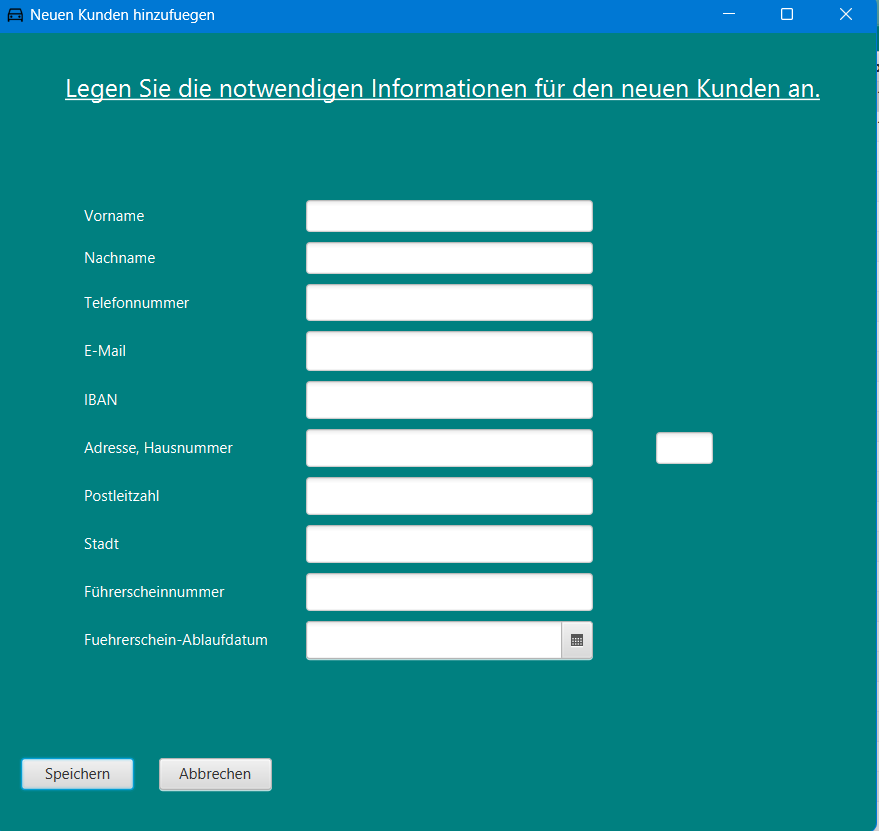 Neuen Kunden hinzufuegen
Legen Sie die notwendigen Informationen für den neuen Kunden an.
Vorname
Nachname
Telefonnummer
E-Mail
IBAN
Adresse, Hausnummer
Postleitzahl
Stadt
Führerscheinnummer
Fuehrerschein-Ablaufdatum
Speichern
Abbrechen